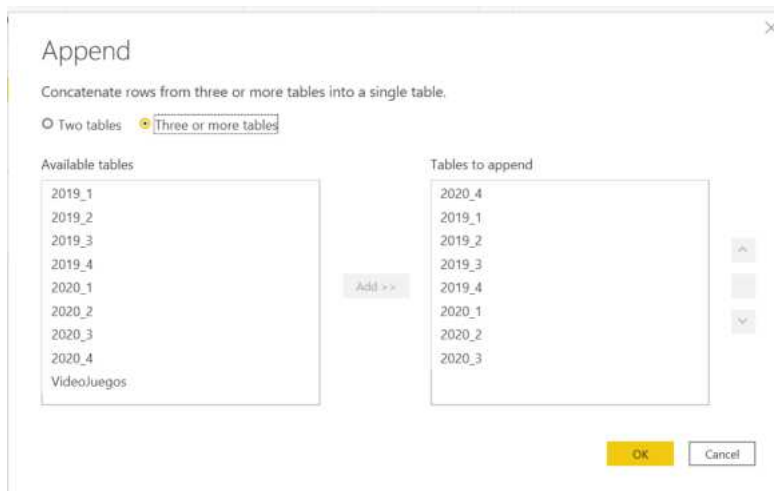 Append
Concatenate rows from three or more tables into a single table.
Two tables Three or more tables
Available tables
2019_1
2019_2
2019_3
2019_4
2020_1
2020_2
2020_3
2020_4
VideoJuegos
Add >>
Tables to append
2020_4
2019_1
2019_2
2019_3
2019_4
2020_1
2020_2
2020_3
OK Cancel